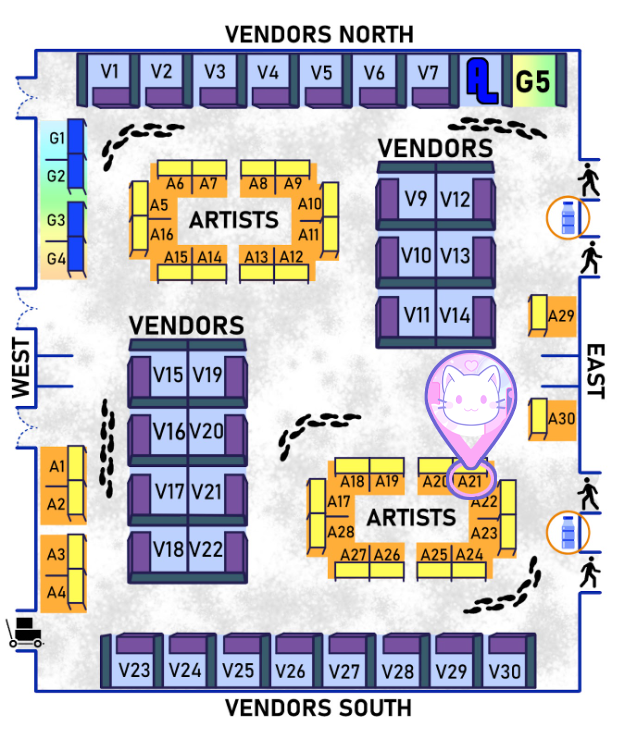 VENDORS NORTH
V1 V2 V3 V4 V5 V6 V7 AL G5
G1
G2
G3
G4
A6 A7 A8 A9
A5 A10
ARTISTS
A16 A11
A15 A14 A13 A12
VENDORS
V9 V12
V10 V13
V11 V14
A29
A30
WEST
EAST
VENDORS
V15 V19
V16 V20
V17 V21
V18 V22
A1
A2
A3
A4
A18 A19 A20 A21
A17 A22
ARTISTS
A28 A23
A27 A26 A25 A24
V23 V24 V25 V26 V27 V28 V29 V30
VENDORS SOUTH